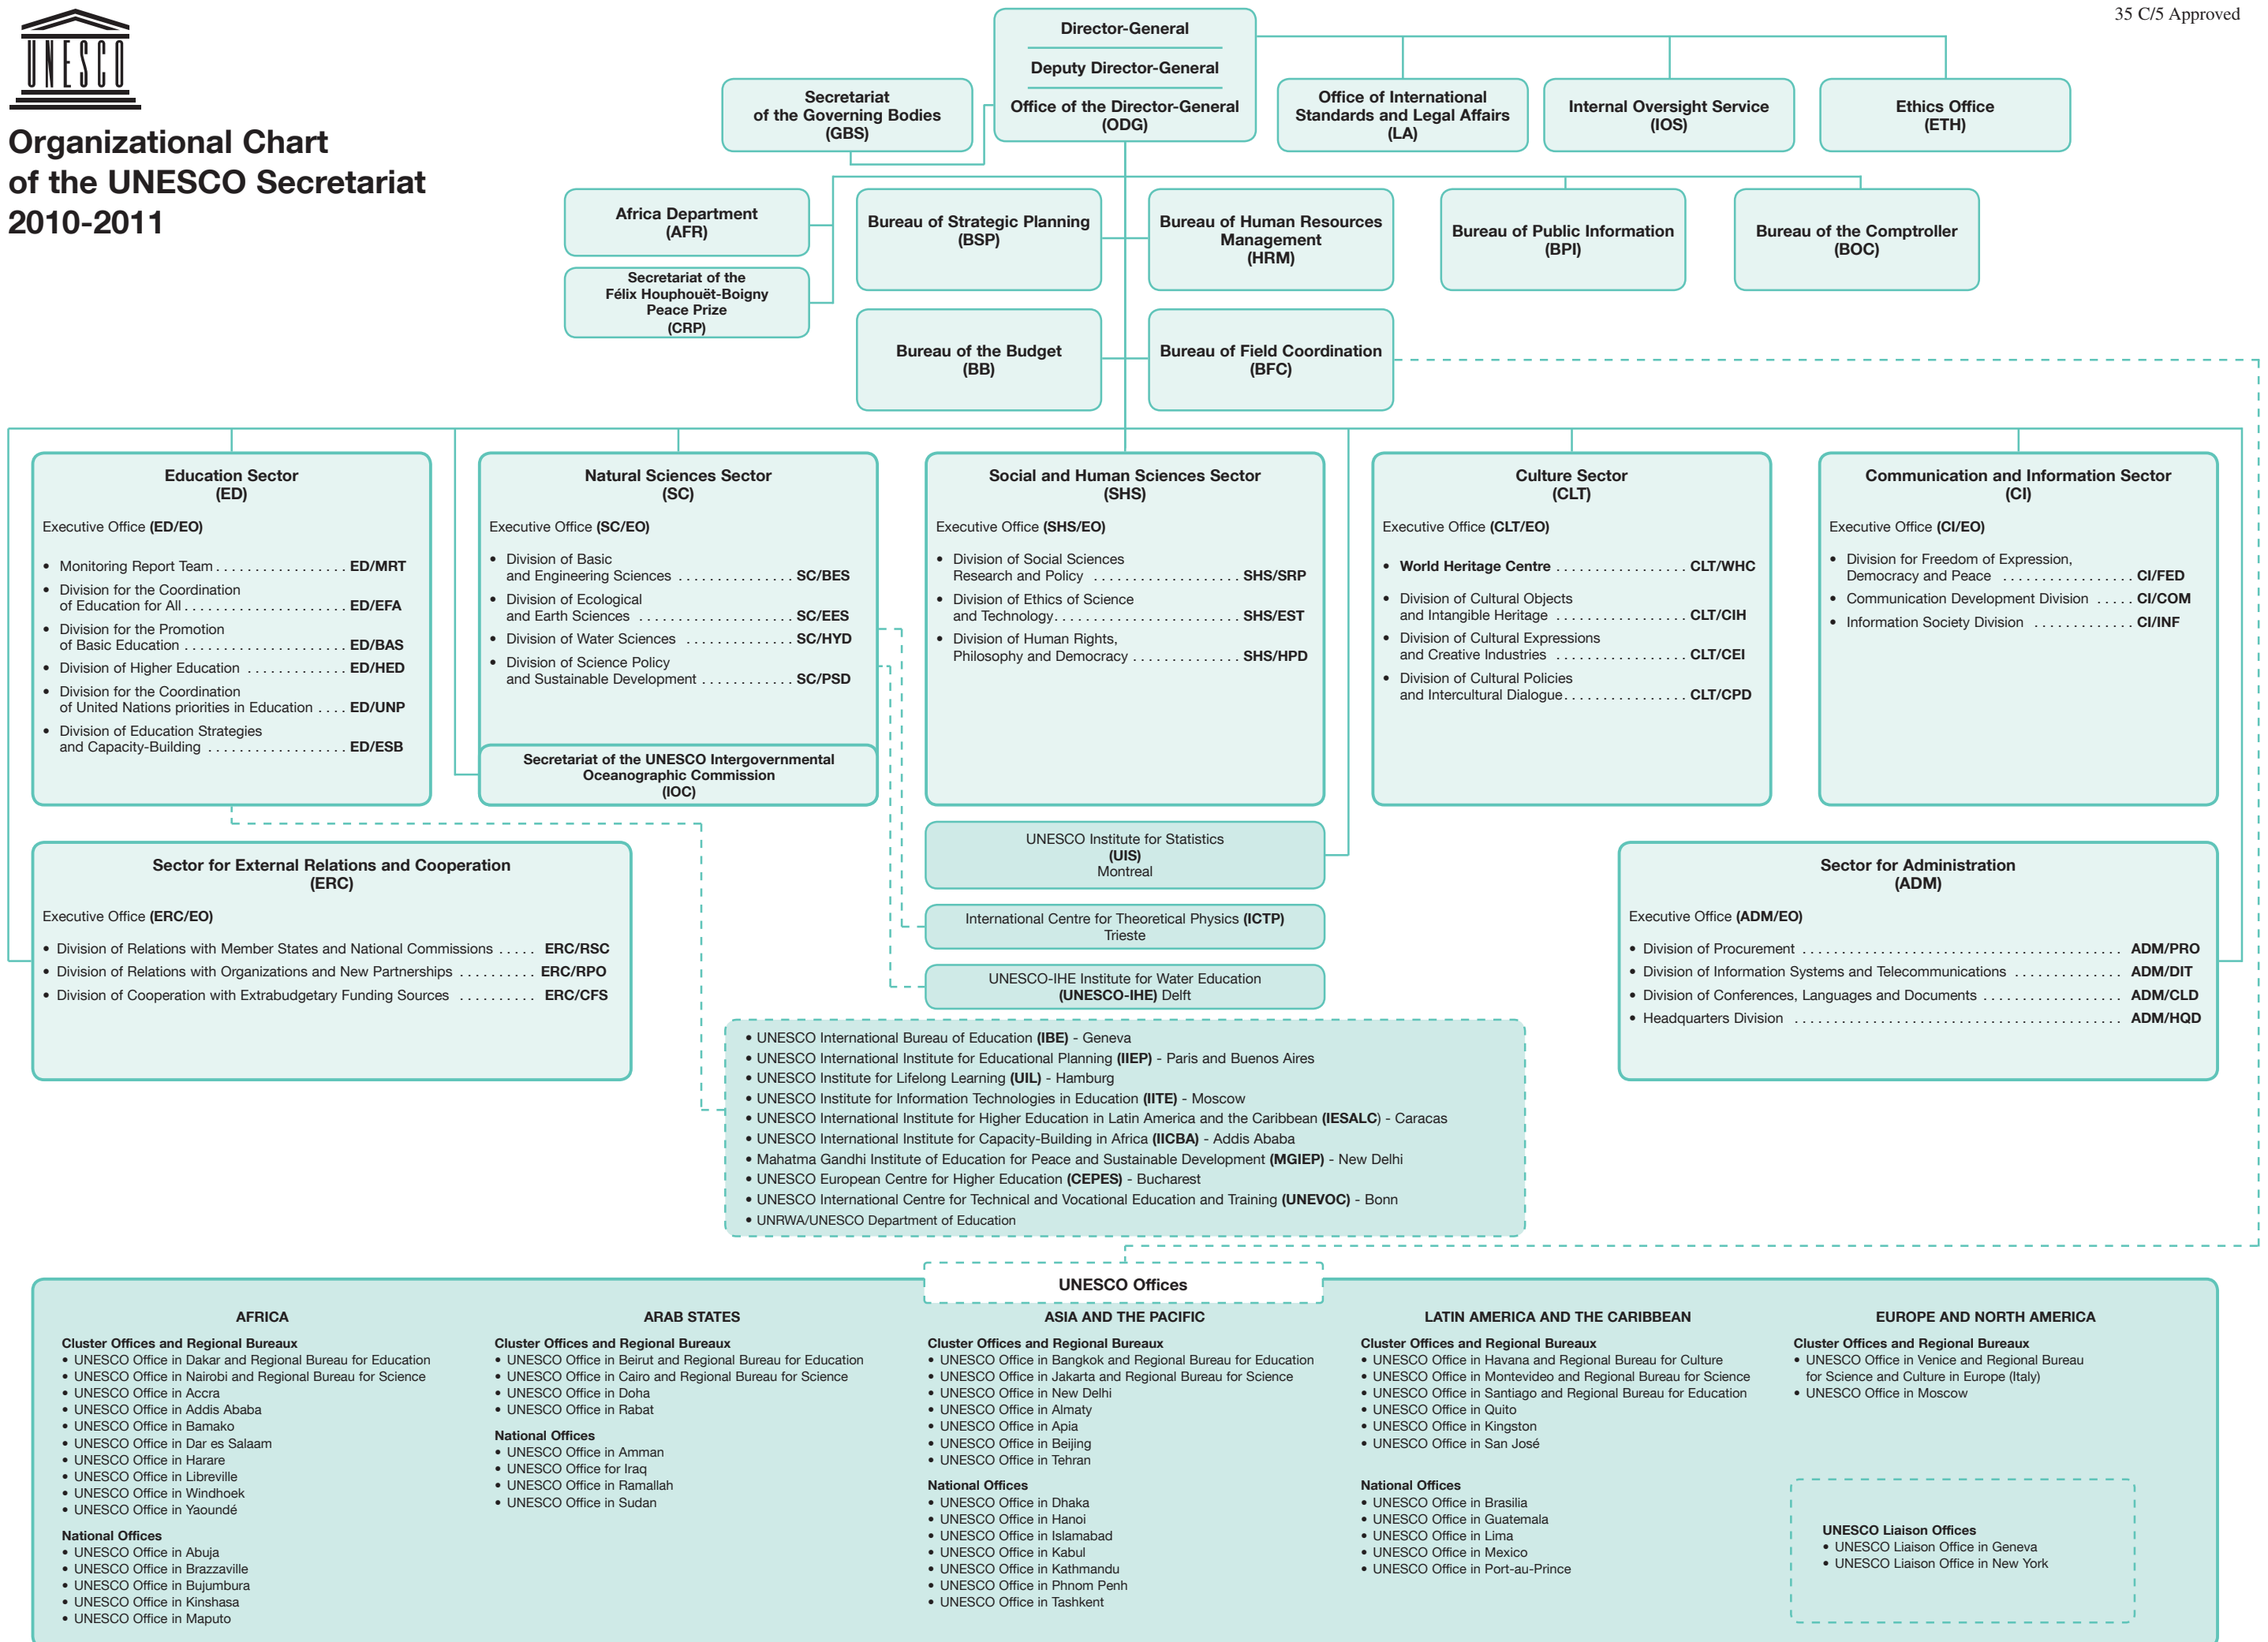 35 C/5 Approved
UNESCO
Organizational Chart
of the UNESCO Secretariat
2010-2011
Director-General
Deputy Director-General
Office of the Director-General
(ODG)
Secretariat
of the Governing Bodies
(GBS)
Office of International
Standards and Legal Affairs
(LA)
Internal Oversight Service
(IOS)
Ethics Office
(ETH)
Africa Department
(AFR)
Secretariat of the
Félix Houphouët-Boigny
Peace Prize
(CRP)
Bureau of Strategic Planning
(BSP)
Bureau of Human Resources
Management
(HRM)
Bureau of Public Information
(BPI)
Bureau of the Comptroller
(BOC)
Bureau of the Budget
(BB)
Bureau of Field Coordination
(BFC)
Education Sector
(ED)
Executive Office (ED/EO)
• Monitoring Report Team . . . . . . . . . . . . . . . . . ED/MRT
• Division for the Coordination
of Education for All . . . . . . . . . . . . . . . . . . . . . ED/EFA
• Division for the Promotion
of Basic Education . . . . . . . . . . . . . . . . . . . . . ED/BAS
• Division of Higher Education . . . . . . . . . . . . . ED/HED
• Division for the Coordination
of United Nations priorities in Education . . . . ED/UNP
• Division of Education Strategies
and Capacity-Building . . . . . . . . . . . . . . . . . . ED/ESB
Natural Sciences Sector
(SC)
Executive Office (SC/EO)
• Division of Basic
and Engineering Sciences . . . . . . . . . . . . . . . SC/BES
• Division of Ecological
and Earth Sciences . . . . . . . . . . . . . . . . . . . . SC/EES
• Division of Water Sciences . . . . . . . . . . . . . . SC/HYD
• Division of Science Policy
and Sustainable Development . . . . . . . . . . . . SC/PSD
Secretariat of the UNESCO Intergovernmental
Oceanographic Commission
(IOC)
Social and Human Sciences Sector
(SHS)
Executive Office (SHS/EO)
• Division of Social Sciences
Research and Policy . . . . . . . . . . . . . . . . . . . SHS/SRP
• Division of Ethics of Science
and Technology . . . . . . . . . . . . . . . . . . . . . . . . SHS/EST
• Division of Human Rights,
Philosophy and Democracy . . . . . . . . . . . . . . SHS/HPD
Culture Sector
(CLT)
Executive Office (CLT/EO)
• World Heritage Centre . . . . . . . . . . . . . . . . . CLT/WHC
• Division of Cultural Objects
and Intangible Heritage . . . . . . . . . . . . . . . . . CLT/CIH
• Division of Cultural Expressions
and Creative Industries . . . . . . . . . . . . . . . . . CLT/CEI
• Division of Cultural Policies
and Intercultural Dialogue . . . . . . . . . . . . . . . . CLT/CPD
Communication and Information Sector
(CI)
Executive Office (CI/EO)
• Division for Freedom of Expression,
Democracy and Peace . . . . . . . . . . . . . . . . . CI/FED
• Communication Development Division . . . . . CI/COM
• Information Society Division . . . . . . . . . . . . . CI/INF
Sector for External Relations and Cooperation
(ERC)
Executive Office (ERC/EO)
• Division of Relations with Member States and National Commissions . . . . . ERC/RSC
• Division of Relations with Organizations and New Partnerships . . . . . . . . . . ERC/RPO
• Division of Cooperation with Extrabudgetary Funding Sources . . . . . . . . . . ERC/CFS
UNESCO Institute for Statistics
(UIS)
Montreal
International Centre for Theoretical Physics (ICTP)
Trieste
UNESCO-IHE Institute for Water Education
(UNESCO-IHE) Delft
Sector for Administration
(ADM)
Executive Office (ADM/EO)
• Division of Procurement . . . . . . . . . . . . . . . . . . . . . . . . . . . . . . . . . . . . . . . . ADM/PRO
• Division of Information Systems and Telecommunications . . . . . . . . . . . . . . ADM/DIT
• Division of Conferences, Languages and Documents . . . . . . . . . . . . . . . . . . ADM/CLD
• Headquarters Division . . . . . . . . . . . . . . . . . . . . . . . . . . . . . . . . . . . . . . . . . ADM/HQD
• UNESCO International Bureau of Education (IBE) - Geneva
• UNESCO International Institute for Educational Planning (IIEP) - Paris and Buenos Aires
• UNESCO Institute for Lifelong Learning (UIL) - Hamburg
• UNESCO Institute for Information Technologies in Education (IITE) - Moscow
• UNESCO International Institute for Higher Education in Latin America and the Caribbean (IESALC) - Caracas
• UNESCO International Institute for Capacity-Building in Africa (IICBA) - Addis Ababa
• Mahatma Gandhi Institute of Education for Peace and Sustainable Development (MGIEP) - New Delhi
• UNESCO European Centre for Higher Education (CEPES) - Bucharest
• UNESCO International Centre for Technical and Vocational Education and Training (UNEVOC) - Bonn
• UNRWA/UNESCO Department of Education
UNESCO Offices
AFRICA
Cluster Offices and Regional Bureaux
• UNESCO Office in Dakar and Regional Bureau for Education
• UNESCO Office in Nairobi and Regional Bureau for Science
• UNESCO Office in Accra
• UNESCO Office in Addis Ababa
• UNESCO Office in Bamako
• UNESCO Office in Dar es Salaam
• UNESCO Office in Harare
• UNESCO Office in Libreville
• UNESCO Office in Windhoek
• UNESCO Office in Yaoundé
National Offices
• UNESCO Office in Abuja
• UNESCO Office in Brazzaville
• UNESCO Office in Bujumbura
• UNESCO Office in Kinshasa
• UNESCO Office in Maputo
ARAB STATES
Cluster Offices and Regional Bureaux
• UNESCO Office in Beirut and Regional Bureau for Education
• UNESCO Office in Cairo and Regional Bureau for Science
• UNESCO Office in Doha
• UNESCO Office in Rabat
National Offices
• UNESCO Office in Amman
• UNESCO Office for Iraq
• UNESCO Office in Ramallah
• UNESCO Office in Sudan
ASIA AND THE PACIFIC
Cluster Offices and Regional Bureaux
• UNESCO Office in Bangkok and Regional Bureau for Education
• UNESCO Office in Jakarta and Regional Bureau for Science
• UNESCO Office in New Delhi
• UNESCO Office in Almaty
• UNESCO Office in Apia
• UNESCO Office in Beijing
• UNESCO Office in Tehran
National Offices
• UNESCO Office in Dhaka
• UNESCO Office in Hanoi
• UNESCO Office in Islamabad
• UNESCO Office in Kabul
• UNESCO Office in Kathmandu
• UNESCO Office in Phnom Penh
• UNESCO Office in Tashkent
LATIN AMERICA AND THE CARIBBEAN
Cluster Offices and Regional Bureaux
• UNESCO Office in Havana and Regional Bureau for Culture
• UNESCO Office in Montevideo and Regional Bureau for Science
• UNESCO Office in Santiago and Regional Bureau for Education
• UNESCO Office in Quito
• UNESCO Office in Kingston
• UNESCO Office in San José
National Offices
• UNESCO Office in Brasilia
• UNESCO Office in Guatemala
• UNESCO Office in Lima
• UNESCO Office in Mexico
• UNESCO Office in Port-au-Prince
EUROPE AND NORTH AMERICA
Cluster Offices and Regional Bureaux
• UNESCO Office in Venice and Regional Bureau
for Science and Culture in Europe (Italy)
• UNESCO Office in Moscow
UNESCO Liaison Offices
• UNESCO Liaison Office in Geneva
• UNESCO Liaison Office in New York